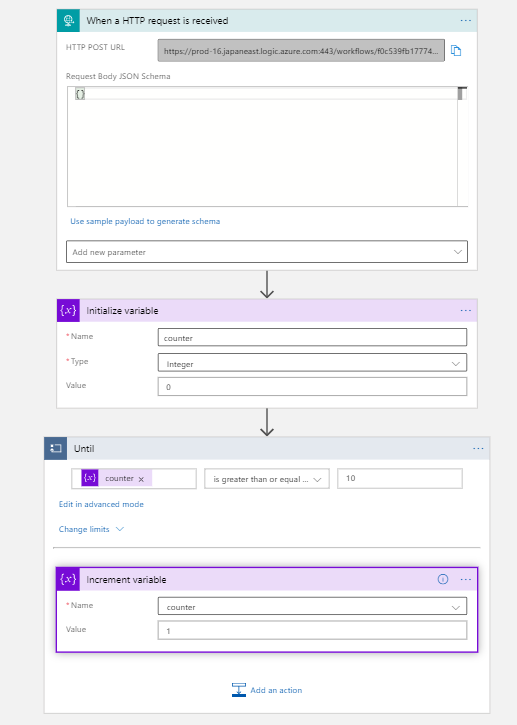 When a HTTP request is received
HTTP POST URL
https://prod-16.japaneast.logic.azure.com:443/workflows/f0c539fb17774...
Request Body JSON Schema
{}
Use sample payload to generate schema
Add new parameter
{x} Initialize variable
* Name
counter
* Type
Integer
Value
0
Until
{x} counter x
is greater than or equal ...
10
Edit in advanced mode
Change limits
{x} Increment variable
* Name
counter
Value
1
Add an action